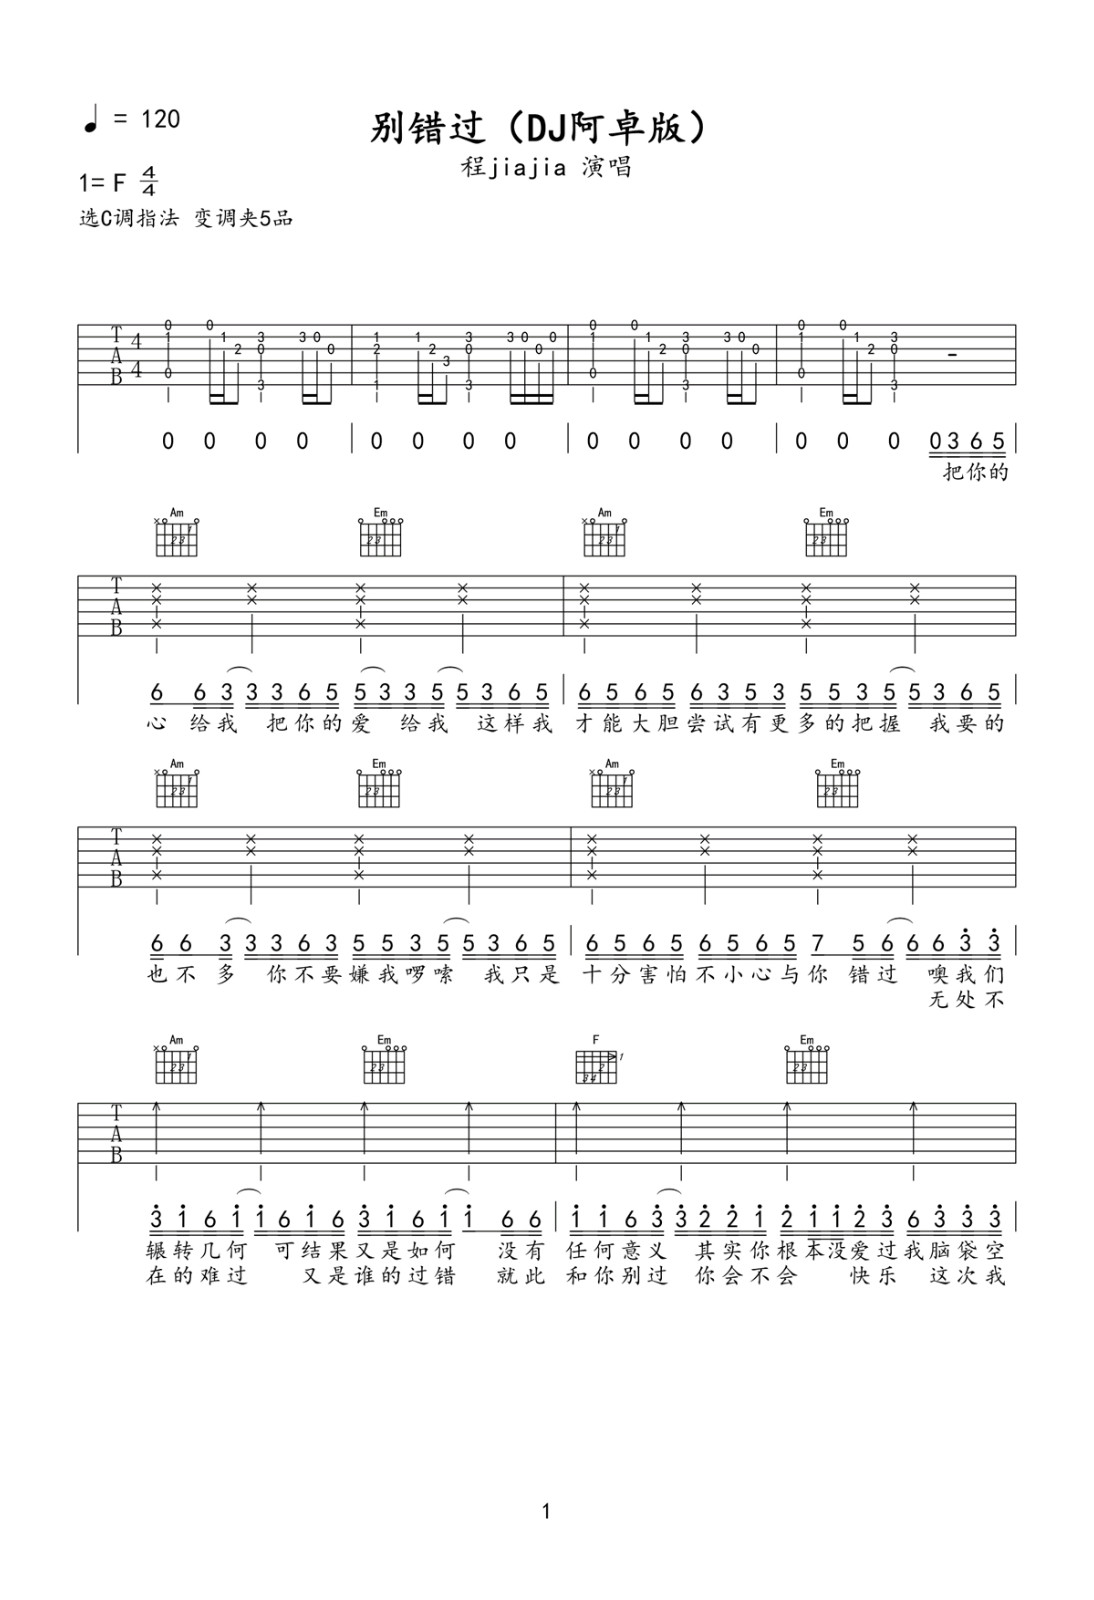 ♩ = 120
别错过（DJ阿卓版）
程jiajia 演唱
1= F 4/4
选C调指法 变调夹5品
0 0 0 0 0 0 0 0 0 0 0 0 0 0 0 0 3 6 5
把你的
Am Em Am Em
6 6 3 3 3 6 5 5 3 3 5 5 3 6 5 6 5 6 5 6 3 5 3 5 5 3 5 5 3 6 5
心 给我 把你的爱 给我 这样我 才能大胆尝试有更多的把握 我要的
Am Em Am Em
6 6 3 3 3 6 3 5 5 3 5 5 3 6 5 6 5 6 5 6 5 6 5 7 5 6 6 6 3 3
也不多 你不要嫌我啰嗦 我只是 十分害怕不小心与你 错过 噢我们
无处不
Am Em F Em
3 1 6 1 1 6 1 6 3 1 6 1 1 6 6 1 1 6 3 3 2 2 1 2 1 1 2 3 6 3 3 3
辗转几何 可结果又是如何 没有 任何意义 其实你根本没爱过我脑袋空
在的难过 又是谁的过错 就此 和你别过 你会不会 快乐 这次我
1